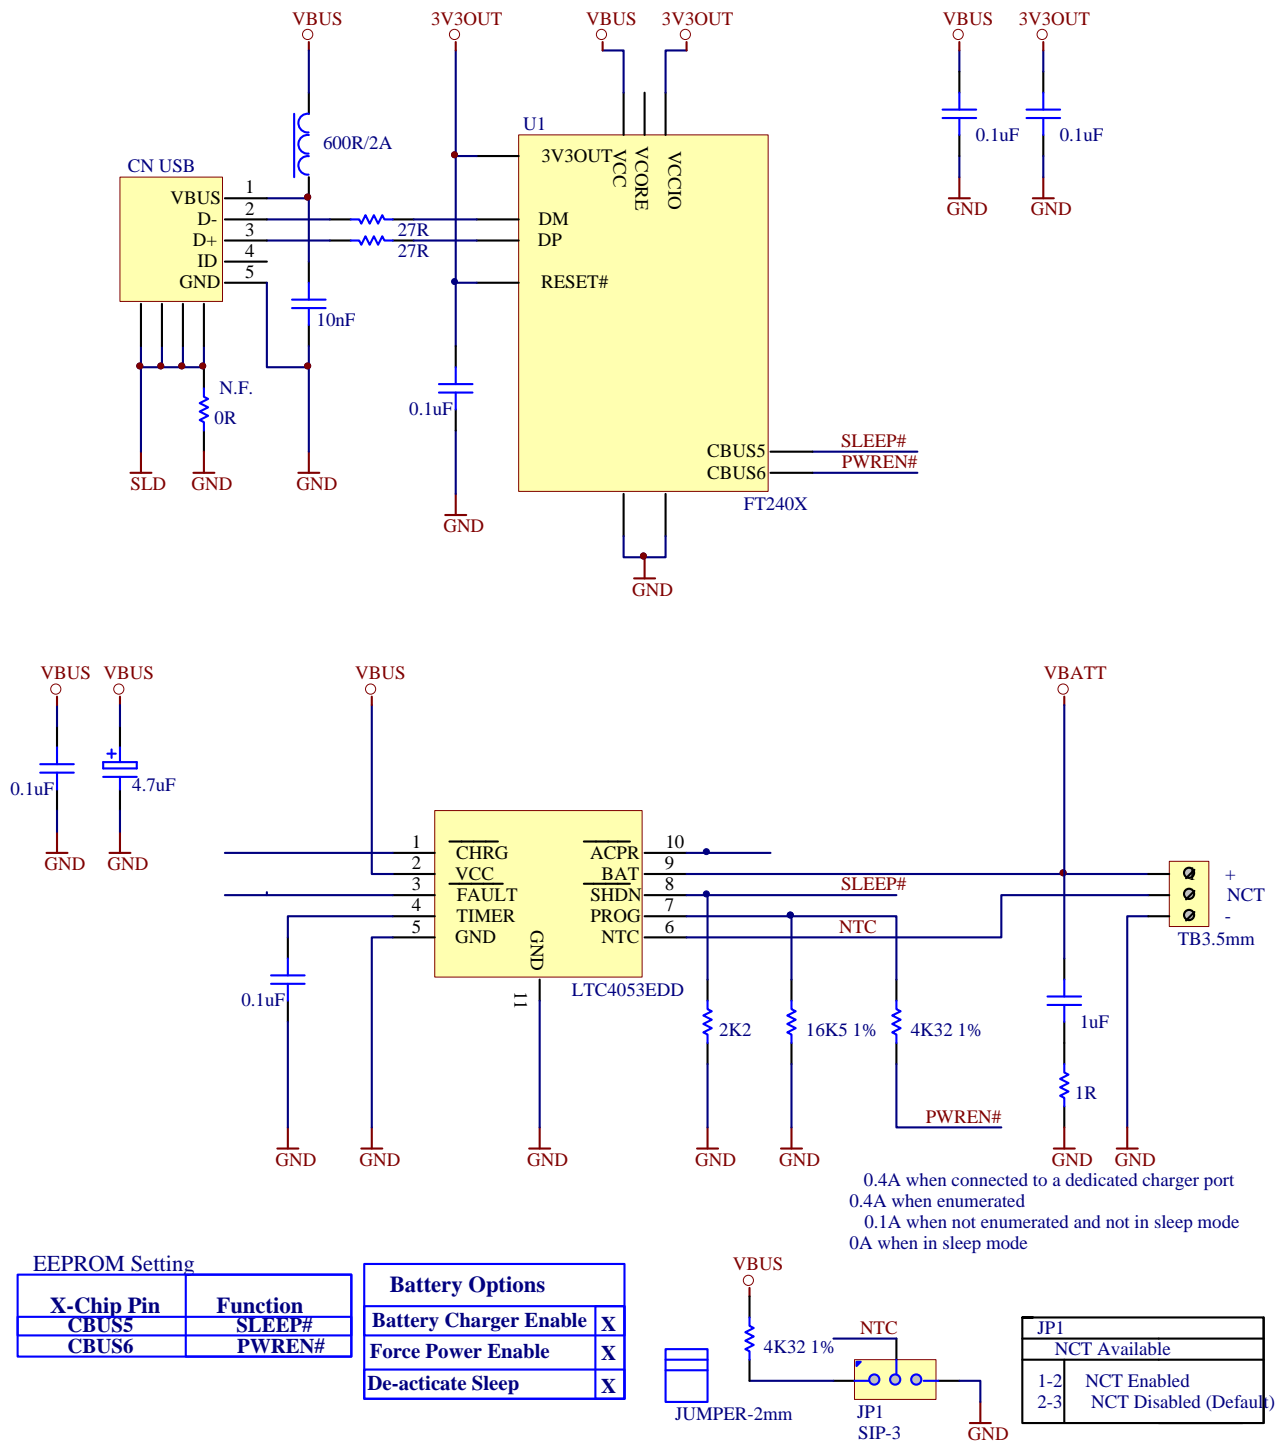 VBUS
3V3OUT
VBUS
3V3OUT
VBUS
3V3OUT
600R/2A
0.1uF
0.1uF
GND
GND
U1
3V3OUT
VCC
VCORE
VCCIO
DM
DP
RESET#
CBUS5
CBUS6
SLEEP#
PWREN#
FT240X
GND
CN USB
VBUS
D-
D+
ID
GND
1
2
3
4
5
27R
27R
10nF
0.1uF
N.F.
0R
SLD
GND
GND
GND
VBUS
VBUS
VBUS
VBATT
0.1uF
4.7uF
GND
GND
1
2
3
4
5
CHRG
VCC
FAULT
TIMER
GND
GND
11
ACPR
BAT
SHDN
PROG
NTC
10
9
8
7
6
LTC4053EDD
SLEEP#
NTC
+
NCT
-
TB3.5mm
0.1uF
2K2
16K5 1%
4K32 1%
1uF
1R
PWREN#
GND
GND
GND
GND
GND
GND
GND
0.4A when connected to a dedicated charger port
0.4A when enumerated
0.1A when not enumerated and not in sleep mode
0A when in sleep mode
EEPROM Setting
X-Chip Pin Function
CBUS5 SLEEP#
CBUS6 PWREN#
Battery Options
Battery Charger Enable X
Force Power Enable X
De-acticate Sleep X
VBUS
4K32 1%
NTC
JUMPER-2mm
JP1
SIP-3
GND
JP1
NCT Available
1-2 NCT Enabled
2-3 NCT Disabled (Default)